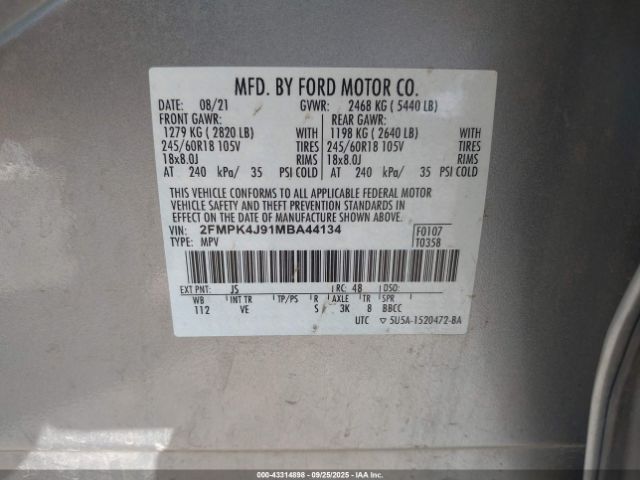 MFD. BY FORD MOTOR CO.
DATE: 08/21 GVWR: 2468 KG ( 5440 LB)
FRONT GAWR: REAR GAWR:
1279 KG ( 2820 LB) WITH 1198 KG ( 2640 LB) WITH
245/60R18 105V TIRES 245/60R18 105V TIRES
18x8.0J RIMS 18x8.0J RIMS
AT 240 kPa/ 35 PSI COLD AT 240 kPa/ 35 PSI COLD
THIS VEHICLE CONFORMS TO ALL APPLICABLE FEDERAL MOTOR
VEHICLE SAFETY AND THEFT PREVENTION STANDARDS IN
EFFECT ON THE DATE OF MANUFACTURE SHOWN ABOVE.
VIN: 2FMPK4J91MBA44134 F0107
TYPE: MPV T0358
EXT PNT: JS RC: 48 DSO:
WB INT TR TP/PS R AXLE TR SPR
112 VE S 3K 8 BBCC
UTC ▽ 5U5A-1520472-BA
000-43314898 - 09/25/2025 - IAAI.COM